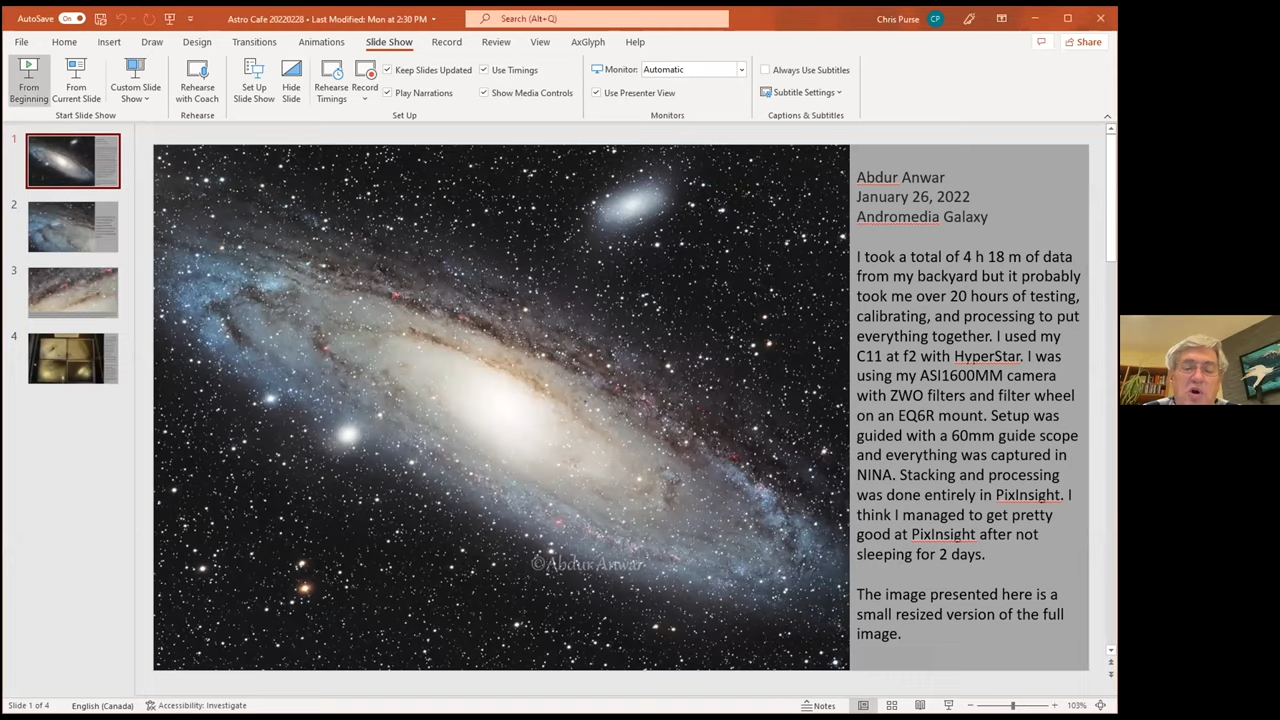 AutoSave On Astro Cafe 20220228 • Last Modified: Mon at 2:30 PM Search (Alt+Q) Chris Purse CP
File Home Insert Draw Design Transitions Animations Slide Show Record Review View AxGlyph Help Share
From Beginning
From Current Slide
Custom Slide Show
Start Slide Show
Rehearse with Coach
Rehearse
Set Up Slide Show
Hide Slide
Rehearse Timings
Record
Keep Slides Updated
Play Narrations
Use Timings
Show Media Controls
Set Up
Monitor: Automatic
Use Presenter View
Monitors
Always Use Subtitles
Subtitle Settings
Captions & Subtitles
1
2
3
4
Abdur Anwar
January 26, 2022
Andromedia Galaxy
I took a total of 4 h 18 m of data
from my backyard but it probably
took me over 20 hours of testing,
calibrating, and processing to put
everything together. I used my
C11 at f2 with HyperStar. I was
using my ASI1600MM camera
with ZWO filters and filter wheel
on an EQ6R mount. Setup was
guided with a 60mm guide scope
and everything was captured in
NINA. Stacking and processing
was done entirely in PixInsight. I
think I managed to get pretty
good at PixInsight after not
sleeping for 2 days.
The image presented here is a
small resized version of the full
image.
©Abdur Anwar
Slide 1 of 4 English (Canada) Accessibility: Investigate Notes 103%